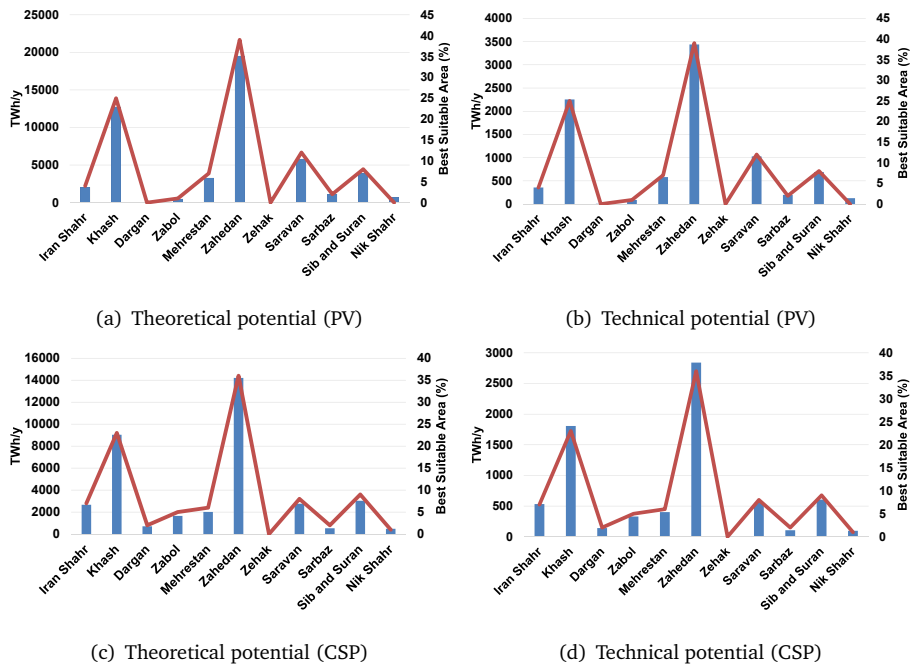 25000
20000
15000
10000
5000
0
TWh/y
45
40
35
30
25
20
15
10
5
0
Best Suitable Area (%)
Iran Shahr
Khash
Dargan
Zabol
Mehrestan
Zahedan
Zehak
Saravan
Sarbaz
Sib and Suran
Nik Shahr
(a) Theoretical potential (PV)
4000
3500
3000
2500
2000
1500
1000
500
0
TWh/y
45
40
35
30
25
20
15
10
5
0
Best Suitable Area (%)
Iran Shahr
Khash
Dargan
Zabol
Mehrestan
Zahedan
Zehak
Saravan
Sarbaz
Sib and Suran
Nik Shahr
(b) Technical potential (PV)
16000
14000
12000
10000
8000
6000
4000
2000
0
TWh/y
40
35
30
25
20
15
10
5
0
Best Suitable Area (%)
Iran Shahr
Khash
Dargan
Zabol
Mehrestan
Zahedan
Zehak
Saravan
Sarbaz
Sib and Suran
Nik Shahr
(c) Theoretical potential (CSP)
3000
2500
2000
1500
1000
500
0
TWh/y
40
35
30
25
20
15
10
5
0
Best Suitable Area (%)
Iran Shahr
Khash
Dargan
Zabol
Mehrestan
Zahedan
Zehak
Saravan
Sarbaz
Sib and Suran
Nik Shahr
(d) Technical potential (CSP)